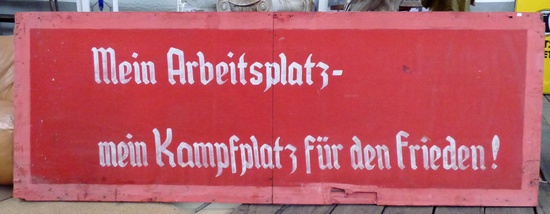 Mein Arbeitsplatz-
mein Kampfplatz für den Frieden!